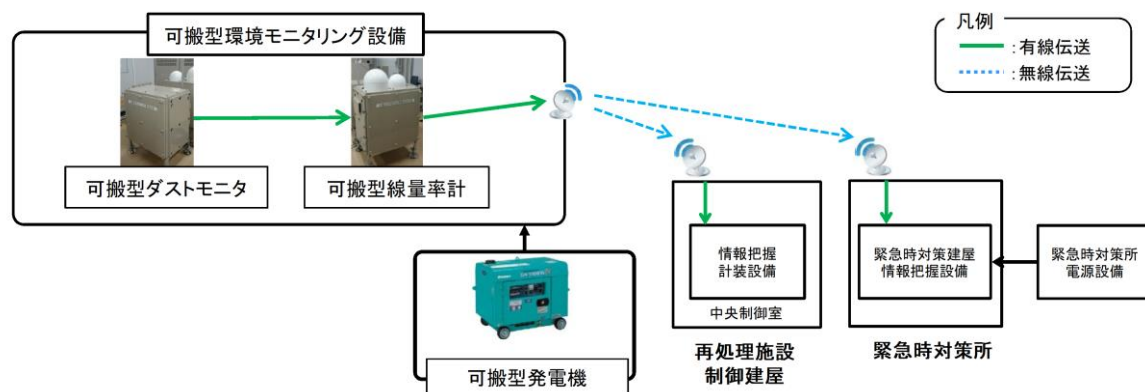 可搬型環境モニタリング設備
凡例
：有線伝送
：無線伝送
可搬型ダストモニタ
可搬型線量率計
情報把握
計装設備
中央制御室
再処理施設
制御建屋
緊急時対策建屋
情報把握設備
緊急時対策所
緊急時対策所
電源設備
可搬型発電機